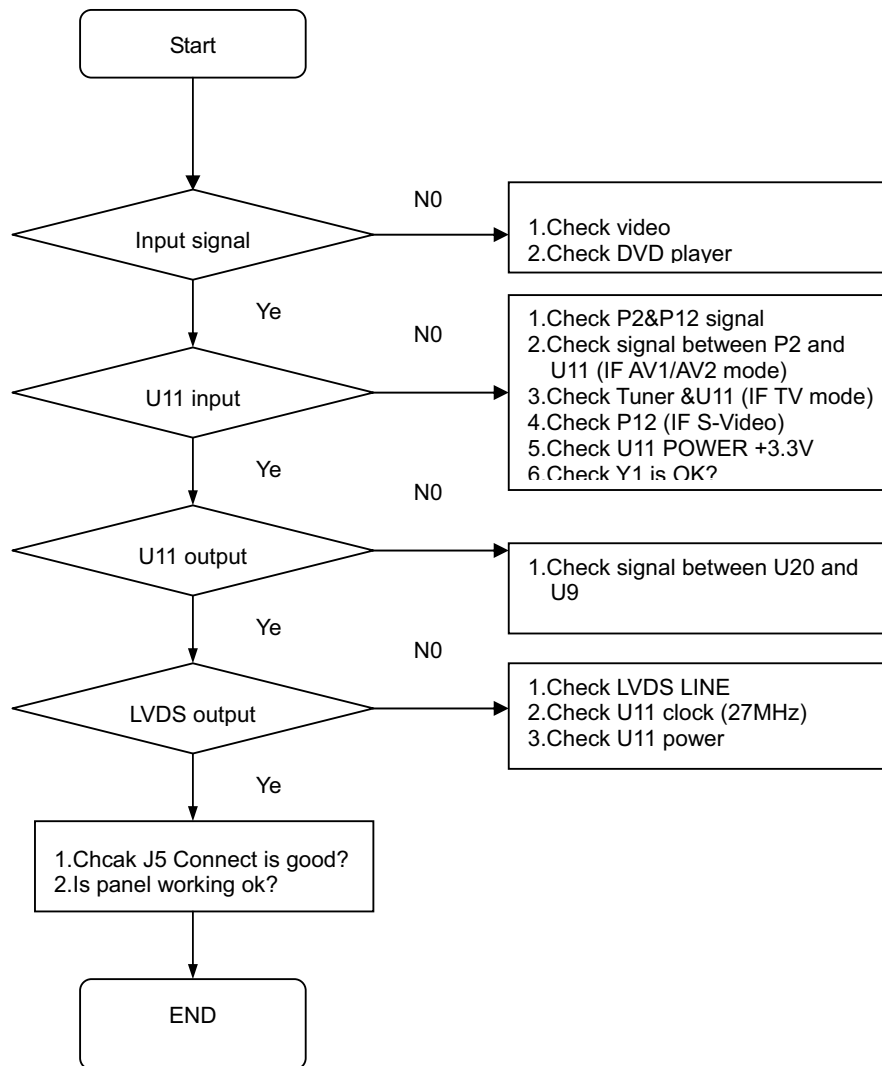 Start
N0
Input signal
1.Check video
2.Check DVD player
Ye
N0
U11 input
1.Check P2&P12 signal
2.Check signal between P2 and
U11 (IF AV1/AV2 mode)
3.Check Tuner &U11 (IF TV mode)
4.Check P12 (IF S-Video)
5.Check U11 POWER +3.3V
6.Check Y1 is OK?
Ye
N0
U11 output
1.Check signal between U20 and
U9
Ye
N0
LVDS output
1.Check LVDS LINE
2.Check U11 clock (27MHz)
3.Check U11 power
Ye
1.Chcak J5 Connect is good?
2.Is panel working ok?
END